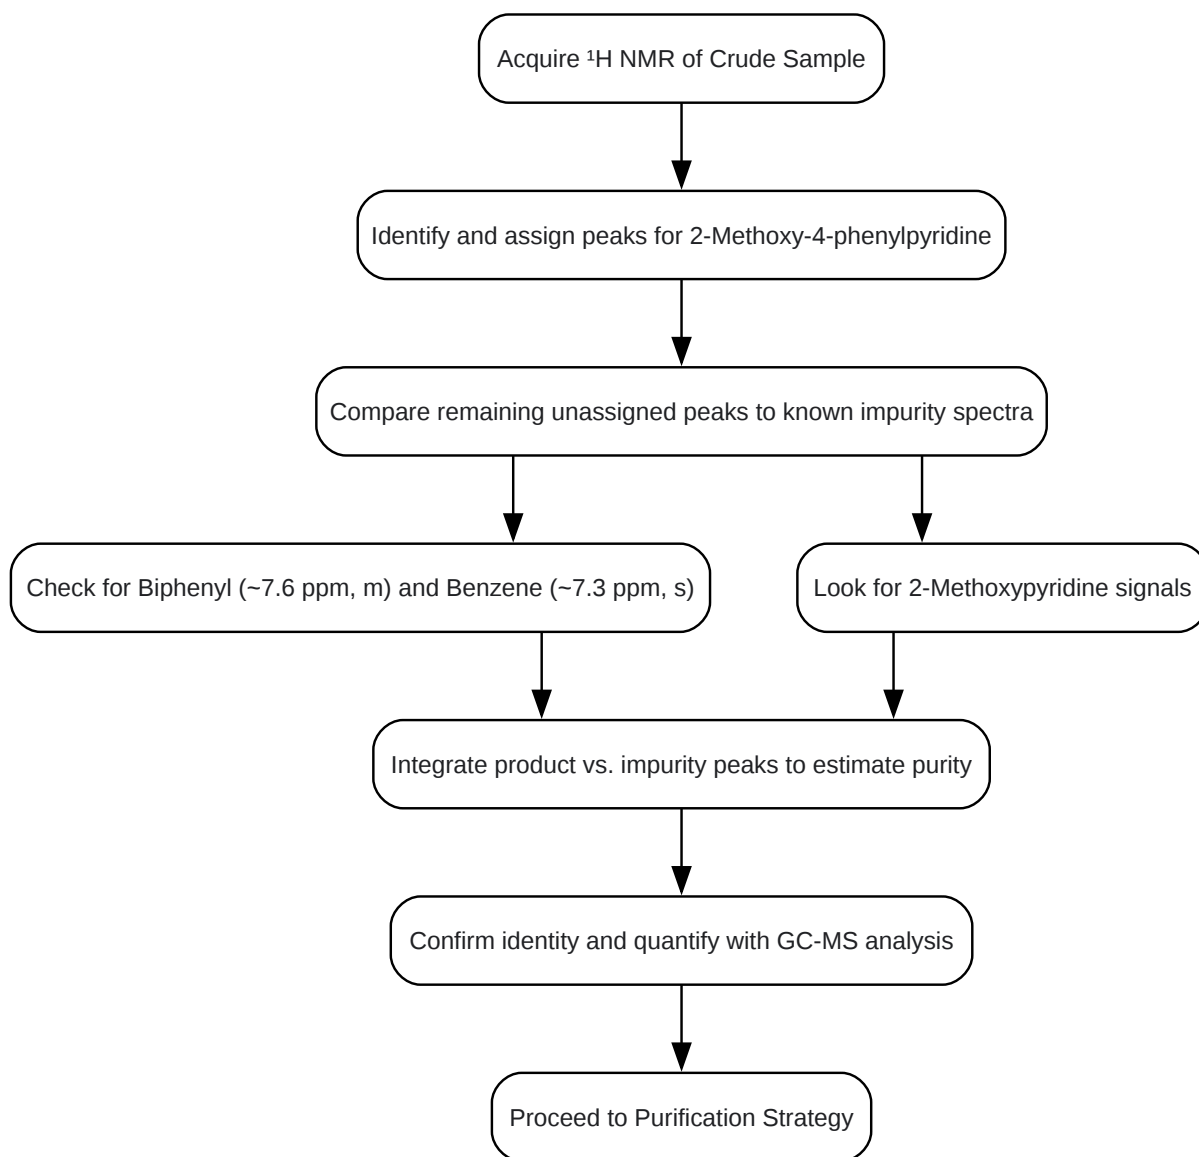 Acquire ¹H NMR of Crude Sample
Identify and assign peaks for 2-Methoxy-4-phenylpyridine
Compare remaining unassigned peaks to known impurity spectra
Check for Biphenyl (~7.6 ppm, m) and Benzene (~7.3 ppm, s)
Look for 2-Methoxypyridine signals
Integrate product vs. impurity peaks to estimate purity
Confirm identity and quantify with GC-MS analysis
Proceed to Purification Strategy